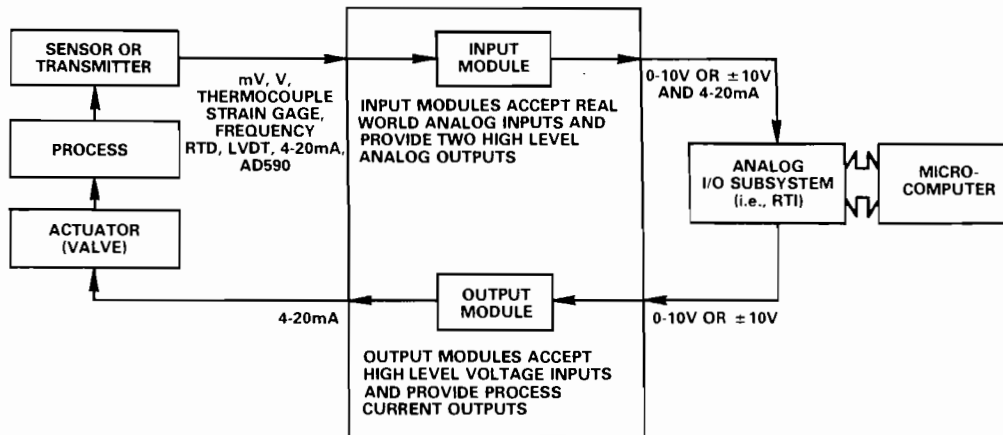 SENSOR OR
TRANSMITTER
PROCESS
ACTUATOR
(VALVE)
mV, V,
THERMOCOUPLE
STRAIN GAGE,
FREQUENCY
RTD, LVDT, 4-20mA,
AD590
4-20mA
INPUT
MODULE
INPUT MODULES ACCEPT REAL
WORLD ANALOG INPUTS AND
PROVIDE TWO HIGH LEVEL
ANALOG OUTPUTS
OUTPUT
MODULE
OUTPUT MODULES ACCEPT
HIGH LEVEL VOLTAGE INPUTS
AND PROVIDE PROCESS
CURRENT OUTPUTS
0-10V OR ±10V
AND 4-20mA
ANALOG
I/O SUBSYSTEM
(i.e., RTI)
MICRO-
COMPUTER
0-10V OR ±10V